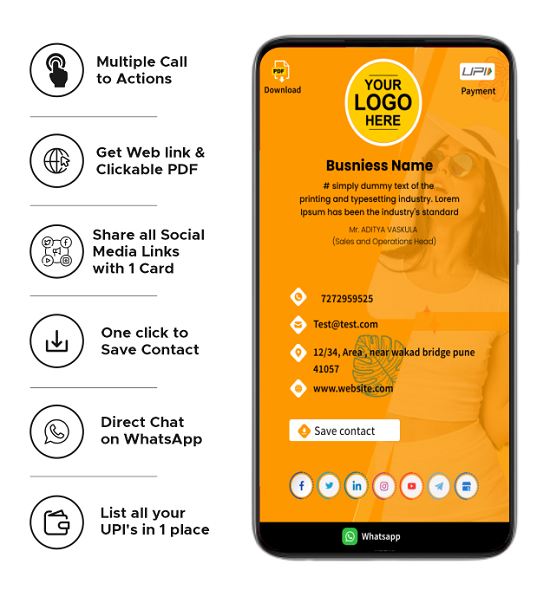 Multiple Call
to Actions
Get Web link &
Clickable PDF
Share all Social
Media Links
with 1 Card
One click to
Save Contact
Direct Chat
on WhatsApp
List all your
UPI's in 1 place
PDF
Download
YOUR
LOGO
HERE
UPI
Payment
Busniess Name
# simply dummy text of the
printing and typesetting industry. Lorem
Ipsum has been the industry's standard
Mr. ADITYA VASKULA
(Sales and Operations Head)
7272959525
Test@test.com
12/34, Area , near wakad bridge pune
41057
www.website.com
Save contact
Whatsapp